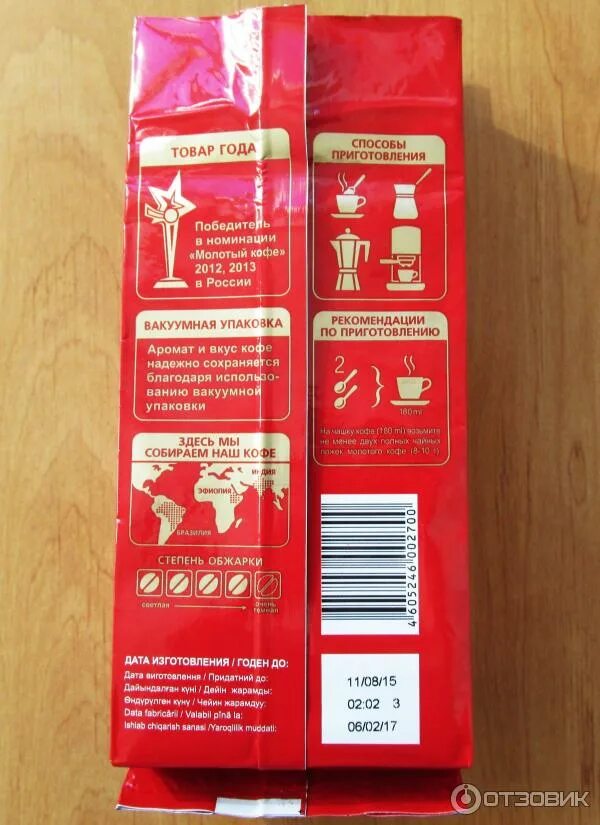 ТОВАР ГОДА
Победитель
в номинации
«Молотый кофе»
2012, 2013
в России
ВАКУУМНАЯ УПАКОВКА
Аромат и вкус кофе
надежно сохраняется
благодаря использо-
ванию вакуумной
упаковки
ЗДЕСЬ МЫ
СОБИРАЕМ НАШ КОФЕ
ИНДИЯ
ЭФИОПИЯ
БРАЗИЛИЯ
СТЕПЕНЬ ОБЖАРКИ
светлая
очень
темная
СПОСОБЫ
ПРИГОТОВЛЕНИЯ
РЕКОМЕНДАЦИИ
ПО ПРИГОТОВЛЕНИЮ
2
180 ml
На чашку кофе (180 ml) возьмите
не менее двух полных чайных
ложек молотого кофе (8-10 г)
4 605246 002700
ДАТА ИЗГОТОВЛЕНИЯ / ГОДЕН ДО:
Дата виготовлення / Придатний до:
Дайындалған күні / Дейін жарамды:
Өндүрүлгөн күнү / Чейин жарамдуу:
Data fabricării / Valabil pînă la:
Ishlab chiqarish sanasi /Yaroqlilik muddati:
11/08/15
02:02 3
06/02/17
ОТЗОВИК